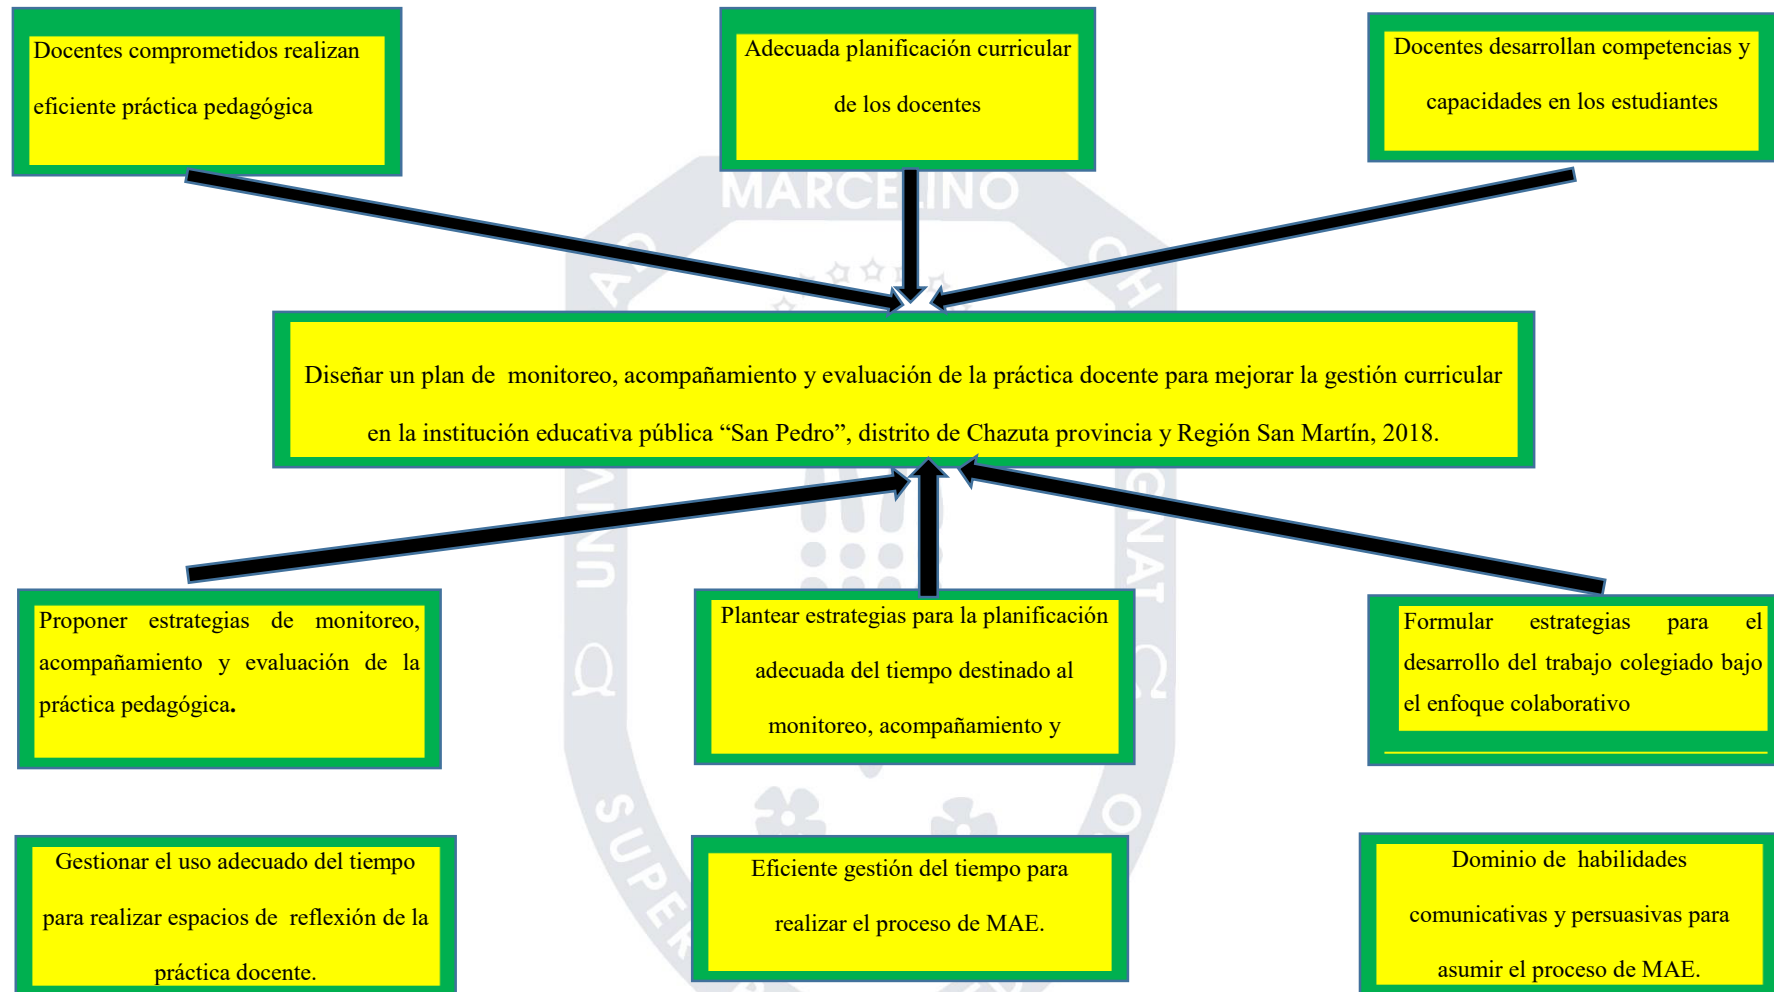 Docentes comprometidos realizan
eficiente práctica pedagógica
Adecuada planificación curricular
de los docentes
Docentes desarrollan competencias y
capacidades en los estudiantes
MARCELINO
Diseñar un plan de monitoreo, acompañamiento y evaluación de la práctica docente para mejorar la gestión curricular
en la institución educativa pública “San Pedro”, distrito de Chazuta provincia y Región San Martín, 2018.
Proponer estrategias de monitoreo,
acompañamiento y evaluación de la
práctica pedagógica.
Plantear estrategias para la planificación
adecuada del tiempo destinado al
monitoreo, acompañamiento y
Formular estrategias para el
desarrollo del trabajo colegiado bajo
el enfoque colaborativo
Gestionar el uso adecuado del tiempo
para realizar espacios de reflexión de la
práctica docente.
Eficiente gestión del tiempo para
realizar el proceso de MAE.
Dominio de habilidades
comunicativas y persuasivas para
asumir el proceso de MAE.